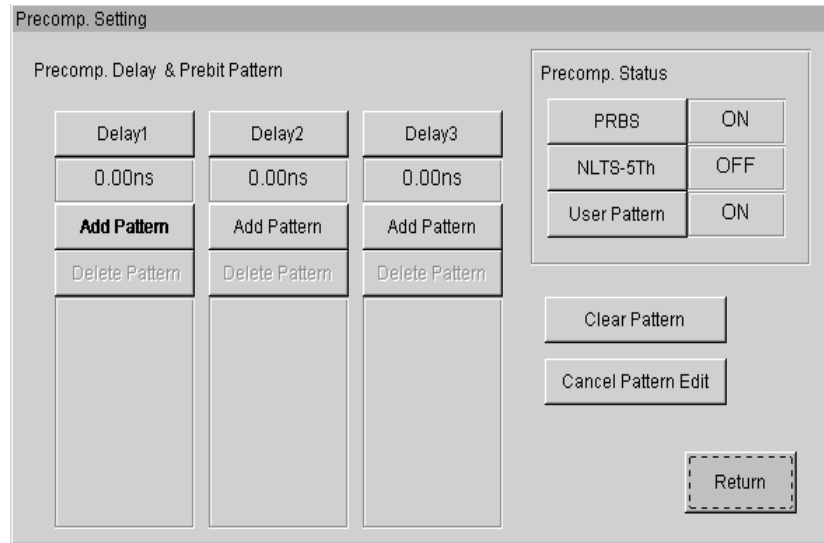 Precomp. Setting
Precomp. Delay & Prebit Pattern
Delay1 Delay2 Delay3
0.00ns 0.00ns 0.00ns
Add Pattern Add Pattern Add Pattern
Delete Pattern Delete Pattern Delete Pattern
Precomp. Status
PRBS ON
NLTS-5Th OFF
User Pattern ON
Clear Pattern
Cancel Pattern Edit
Return